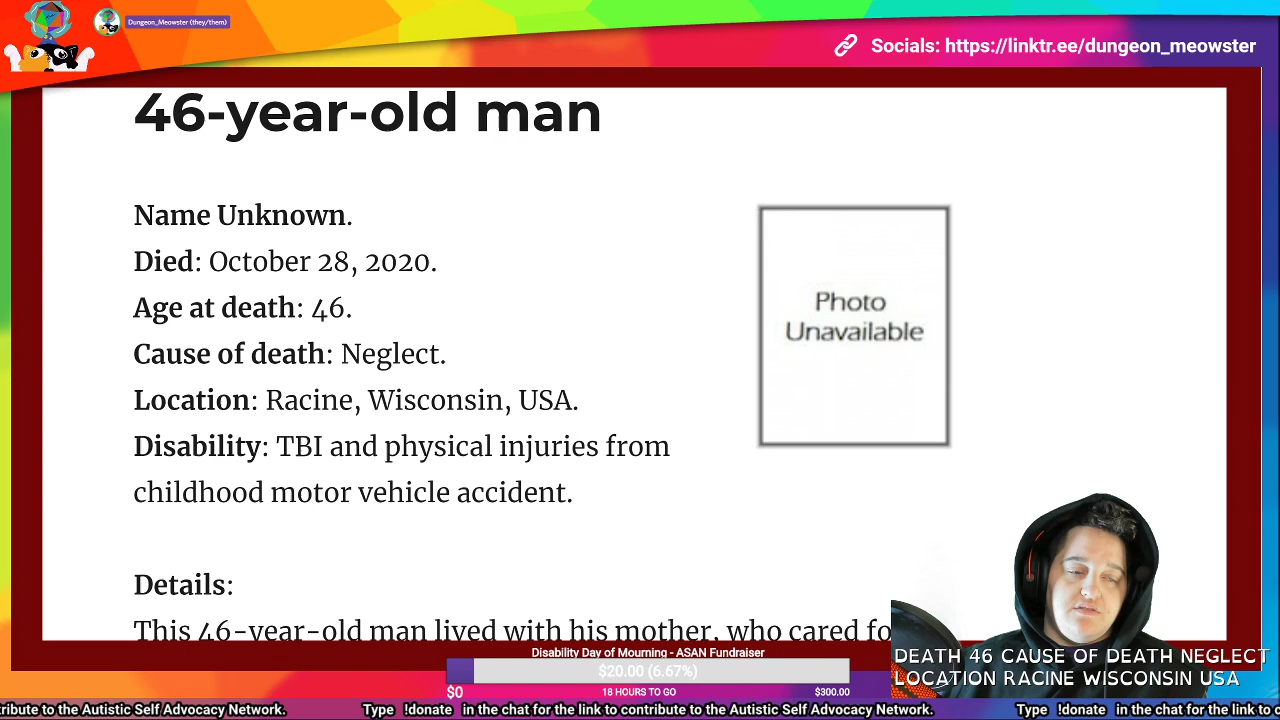 Dungeon_Meowster (they/them)
Socials: https://linktr.ee/dungeon_meowster
46-year-old man
Name Unknown.
Died: October 28, 2020.
Age at death: 46.
Cause of death: Neglect.
Location: Racine, Wisconsin, USA.
Disability: TBI and physical injuries from
childhood motor vehicle accident.
Photo
Unavailable
Details:
This 46-year-old man lived with his mother, who cared fo
Disability Day of Mourning - ASAN Fundraiser
$20.00 (6.67%)
$0 18 HOURS TO GO $300.00
DEATH 46 CAUSE OF DEATH NEGLECT
LOCATION RACINE WISCONSIN USA
ribute to the Autistic Self Advocacy Network. Type !donate in the chat for the link to contribute to the Autistic Self Advocacy Network. Type !donate in the chat for the link to c